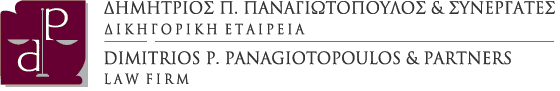 p
d
ΔΗΜΗΤΡΙΟΣ Π. ΠΑΝΑΓΙΩΤΟΠΟΥΛΟΣ & ΣΥΝΕΡΓΑΤΕΣ
ΔΙΚΗΓΟΡΙΚΗ ΕΤΑΙΡΕΙΑ
DIMITRIOS P. PANAGIOTOPOULOS & PARTNERS
LAW FIRM